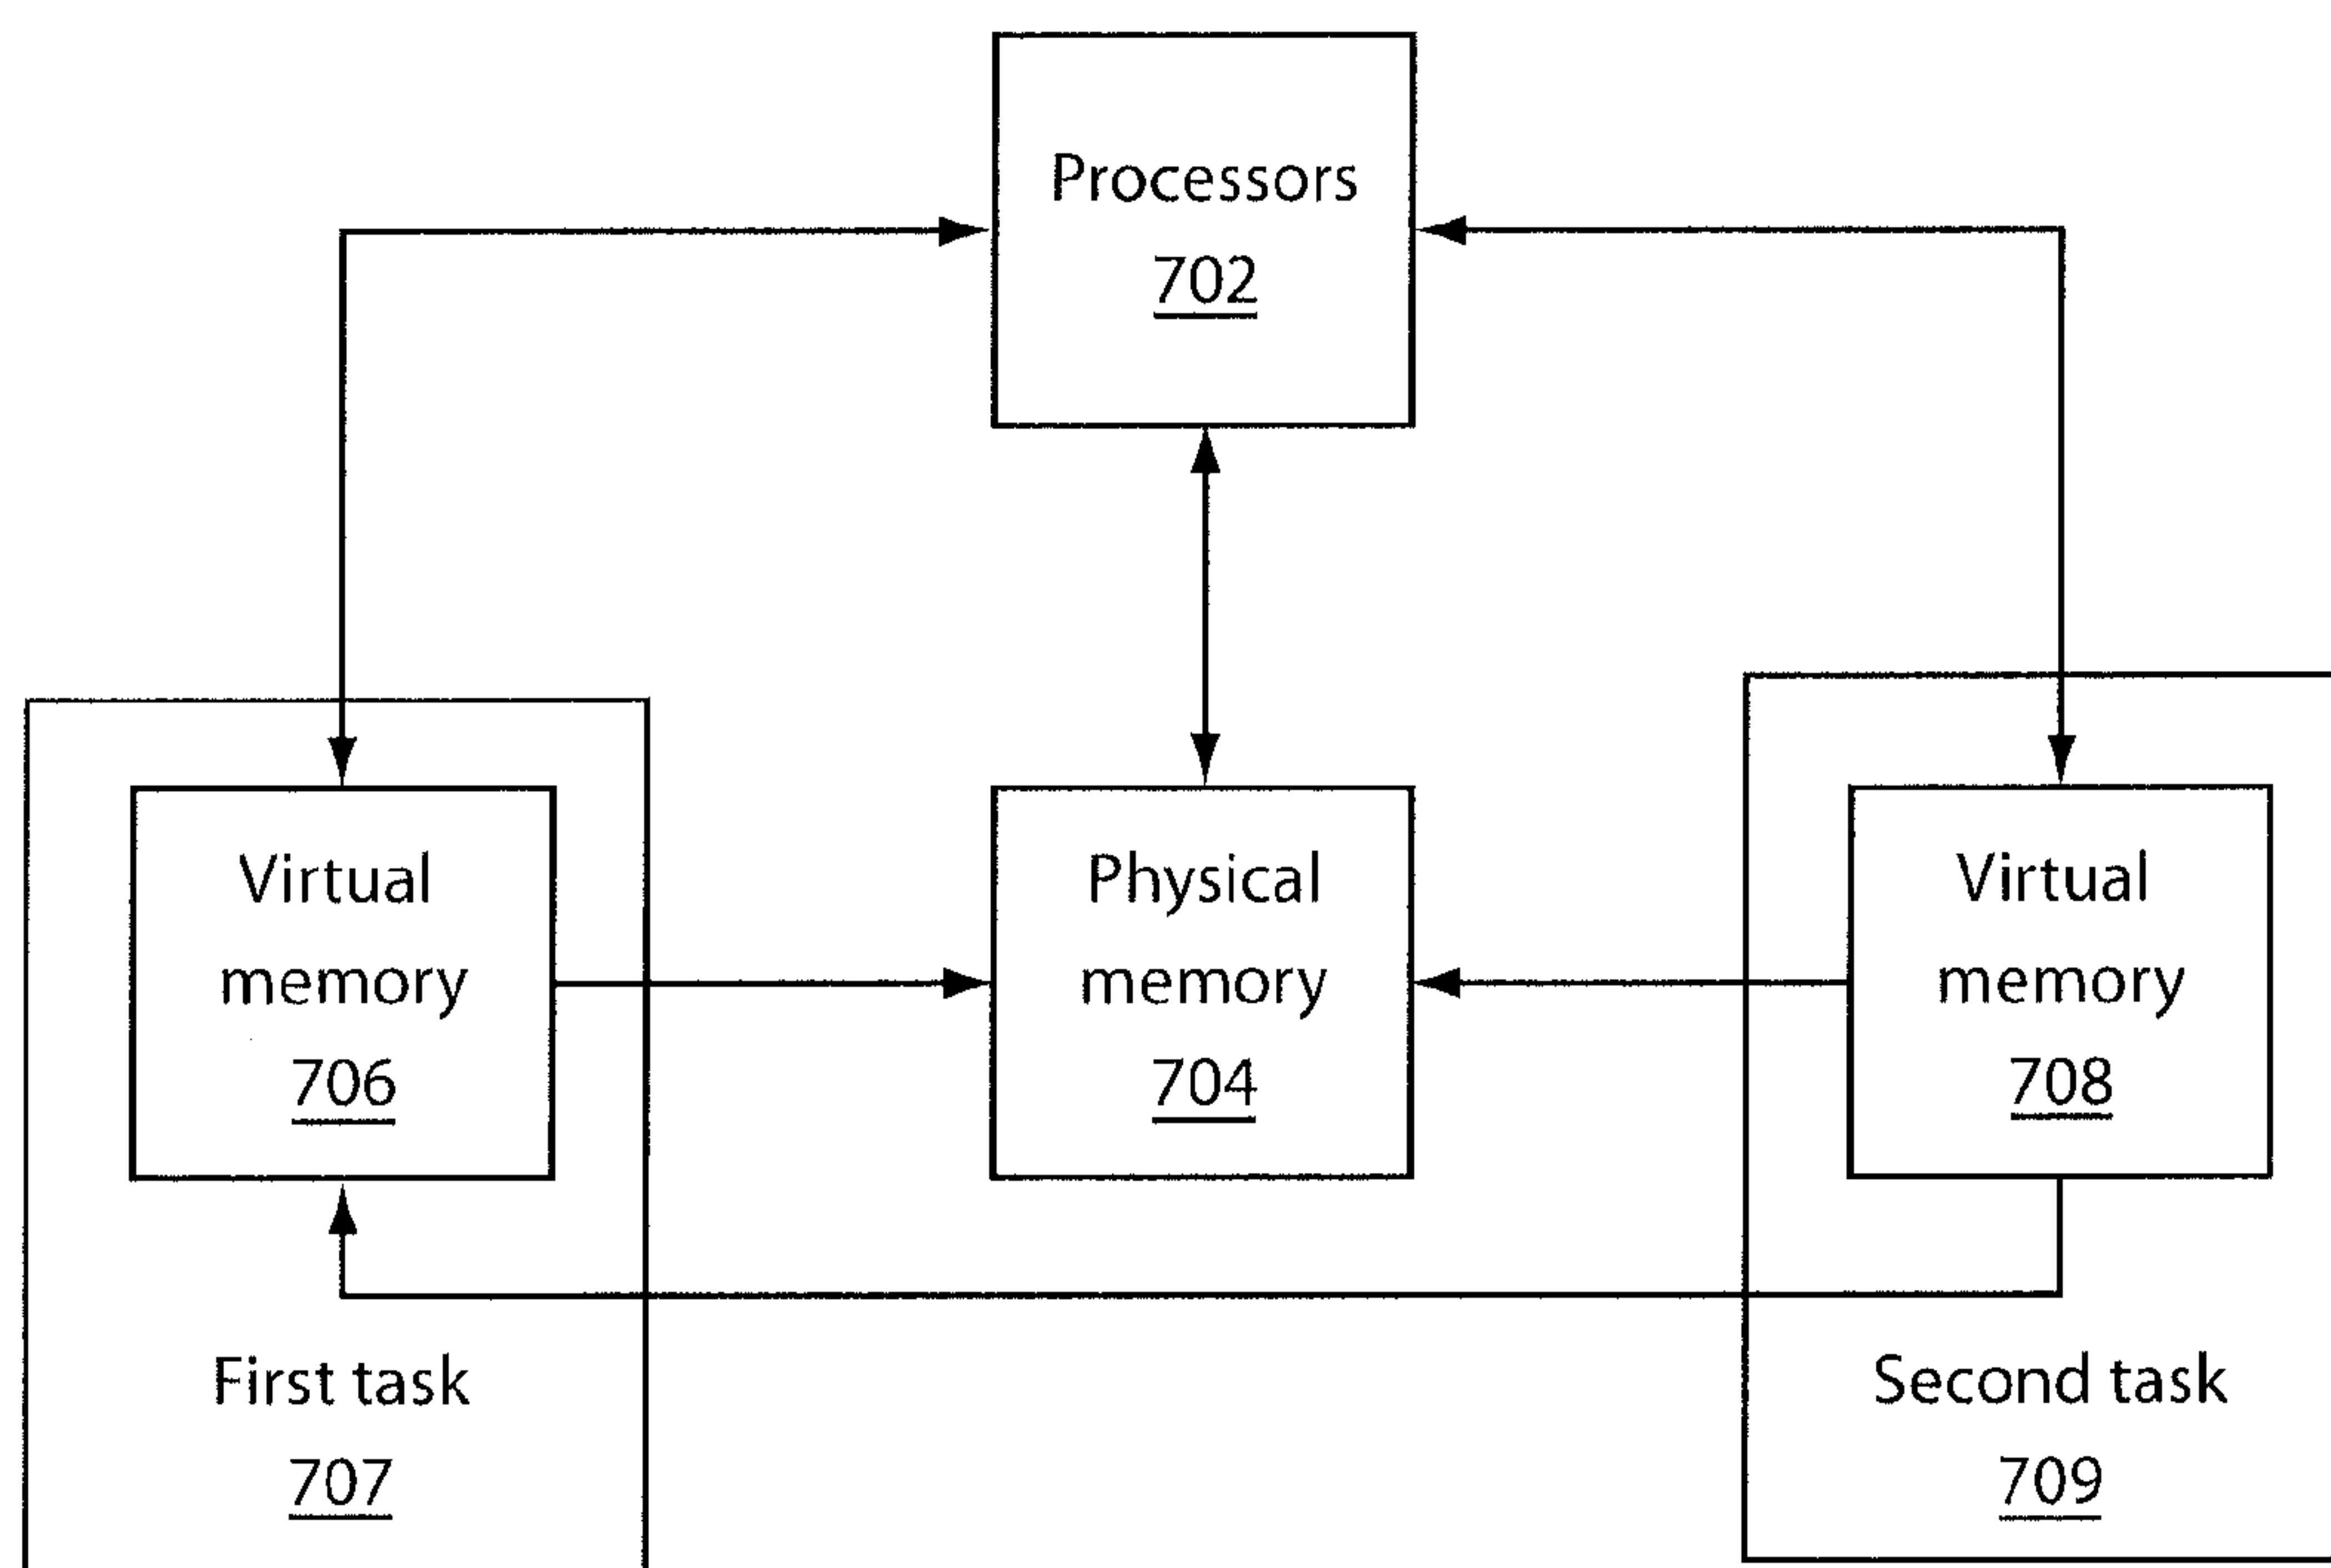 Processors
702
Virtual
memory
706
Physical
memory
704
Virtual
memory
708
First task
707
Second task
709